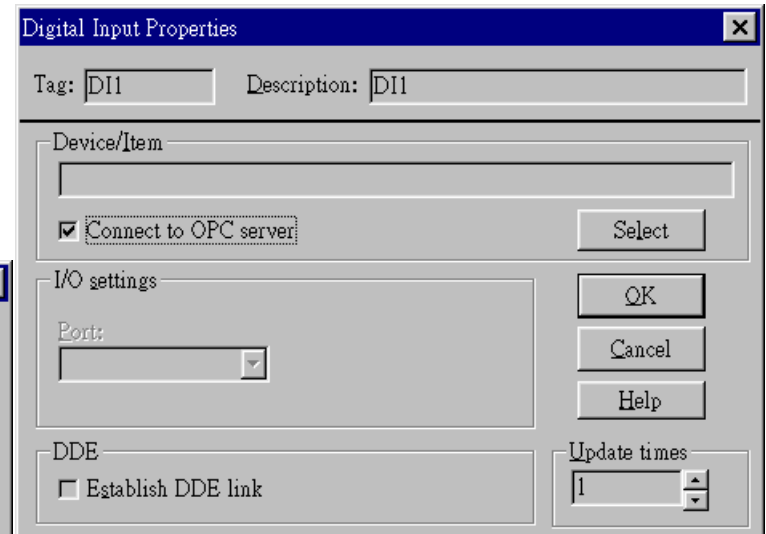 Digital Input Properties
Tag: DI1 Description: DI1
Device/Item
Connect to OPC server
Select
I/O settings
Port:
OK
Cancel
Help
DDE
Establish DDE link
Update times
1